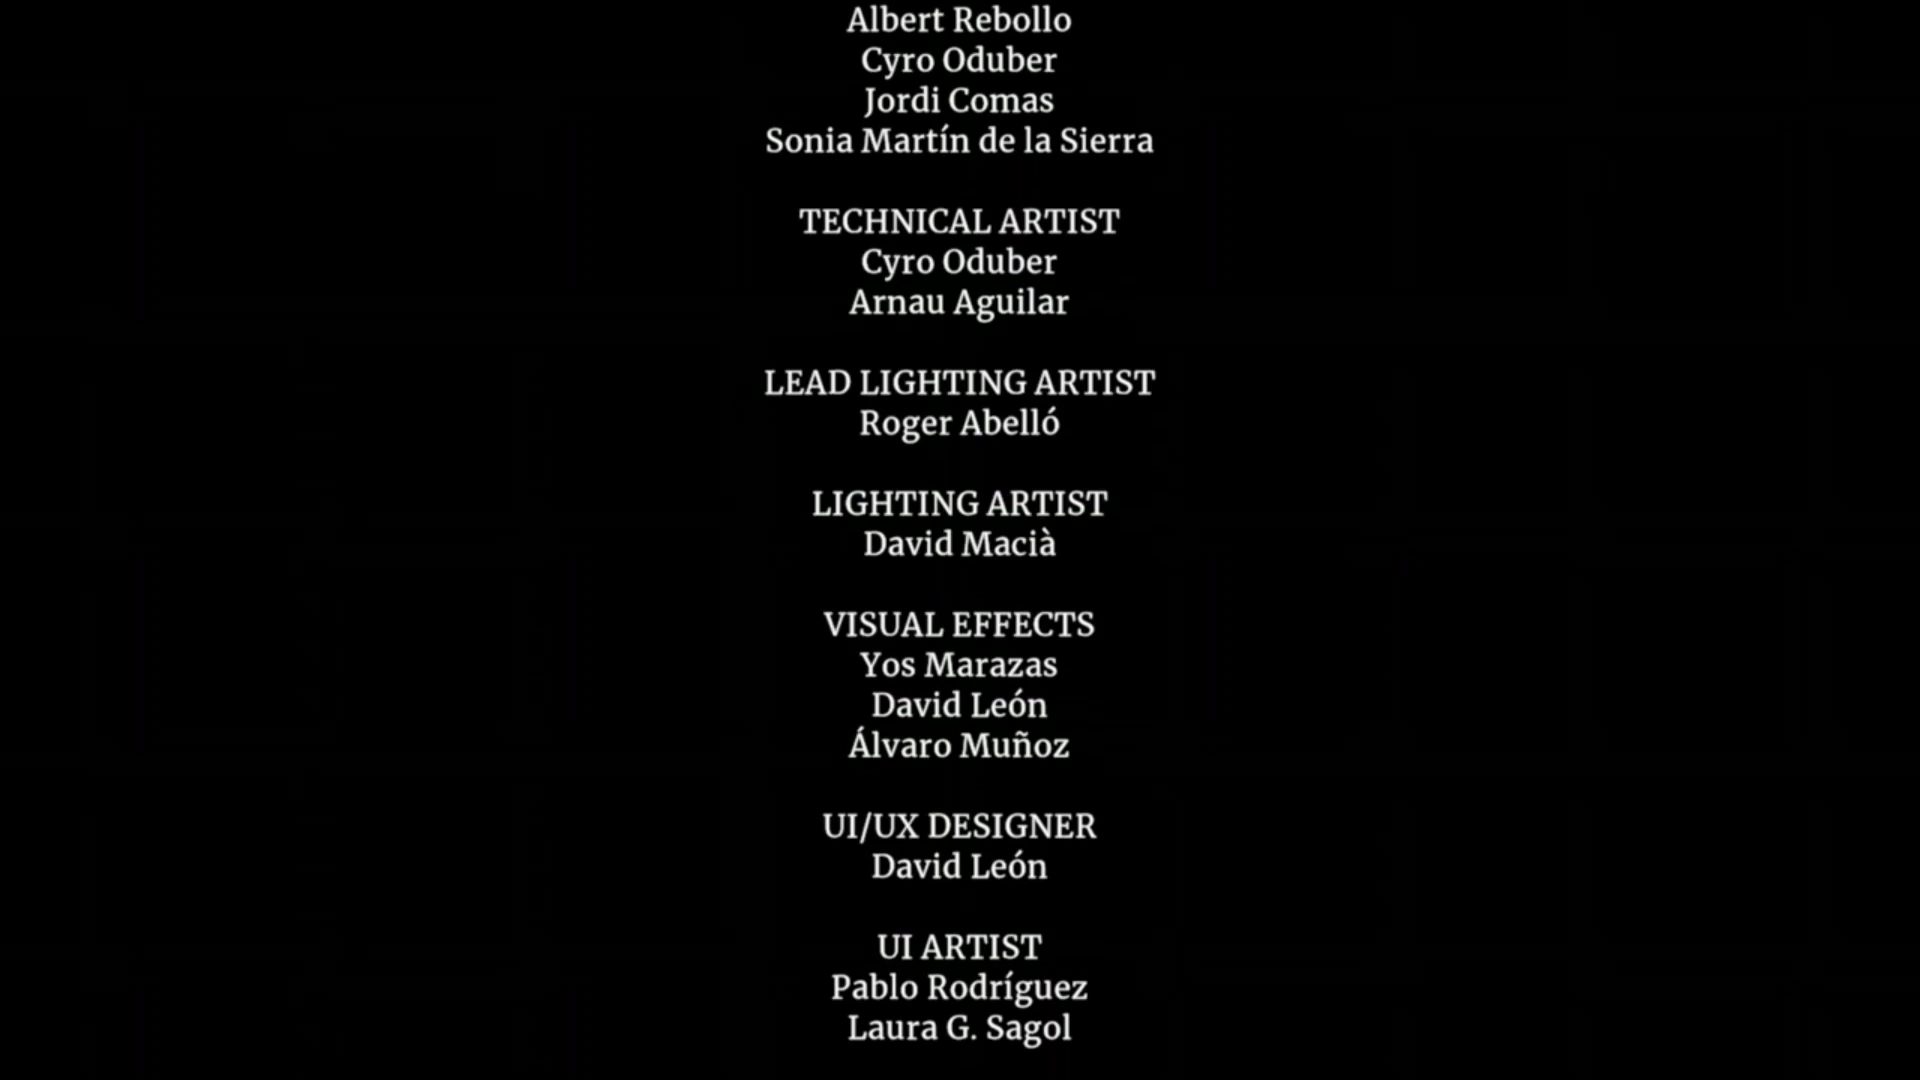 Albert Rebollo
Cyro Oduber
Jordi Comas
Sonia Martín de la Sierra
TECHNICAL ARTIST
Cyro Oduber
Arnau Aguilar
LEAD LIGHTING ARTIST
Roger Abelló
LIGHTING ARTIST
David Macià
VISUAL EFFECTS
Yos Marazas
David León
Álvaro Muñoz
UI/UX DESIGNER
David León
UI ARTIST
Pablo Rodríguez
Laura G. Sagol